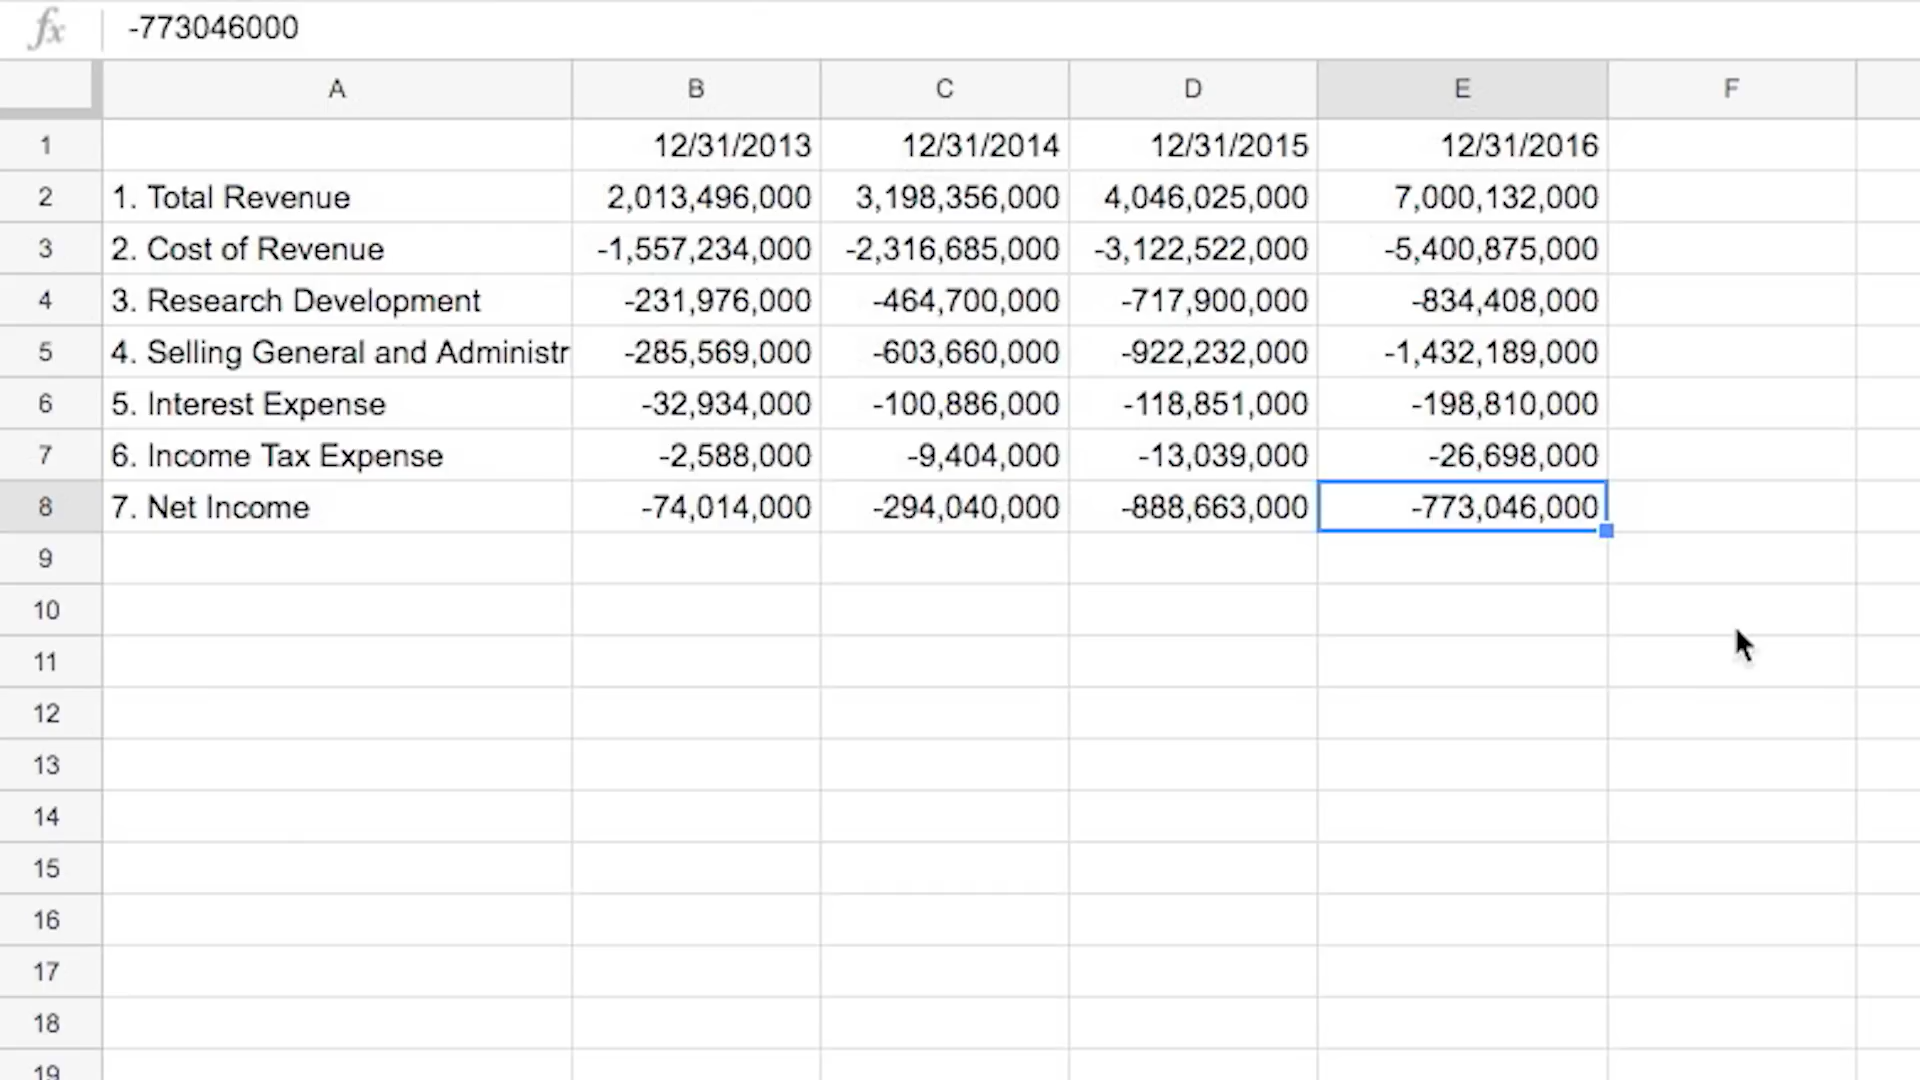 fx -773046000
A B C D E F
1 12/31/2013 12/31/2014 12/31/2015 12/31/2016
2 1. Total Revenue 2,013,496,000 3,198,356,000 4,046,025,000 7,000,132,000
3 2. Cost of Revenue -1,557,234,000 -2,316,685,000 -3,122,522,000 -5,400,875,000
4 3. Research Development -231,976,000 -464,700,000 -717,900,000 -834,408,000
5 4. Selling General and Administr -285,569,000 -603,660,000 -922,232,000 -1,432,189,000
6 5. Interest Expense -32,934,000 -100,886,000 -118,851,000 -198,810,000
7 6. Income Tax Expense -2,588,000 -9,404,000 -13,039,000 -26,698,000
8 7. Net Income -74,014,000 -294,040,000 -888,663,000 -773,046,000
9
10
11
12
13
14
15
16
17
18
19